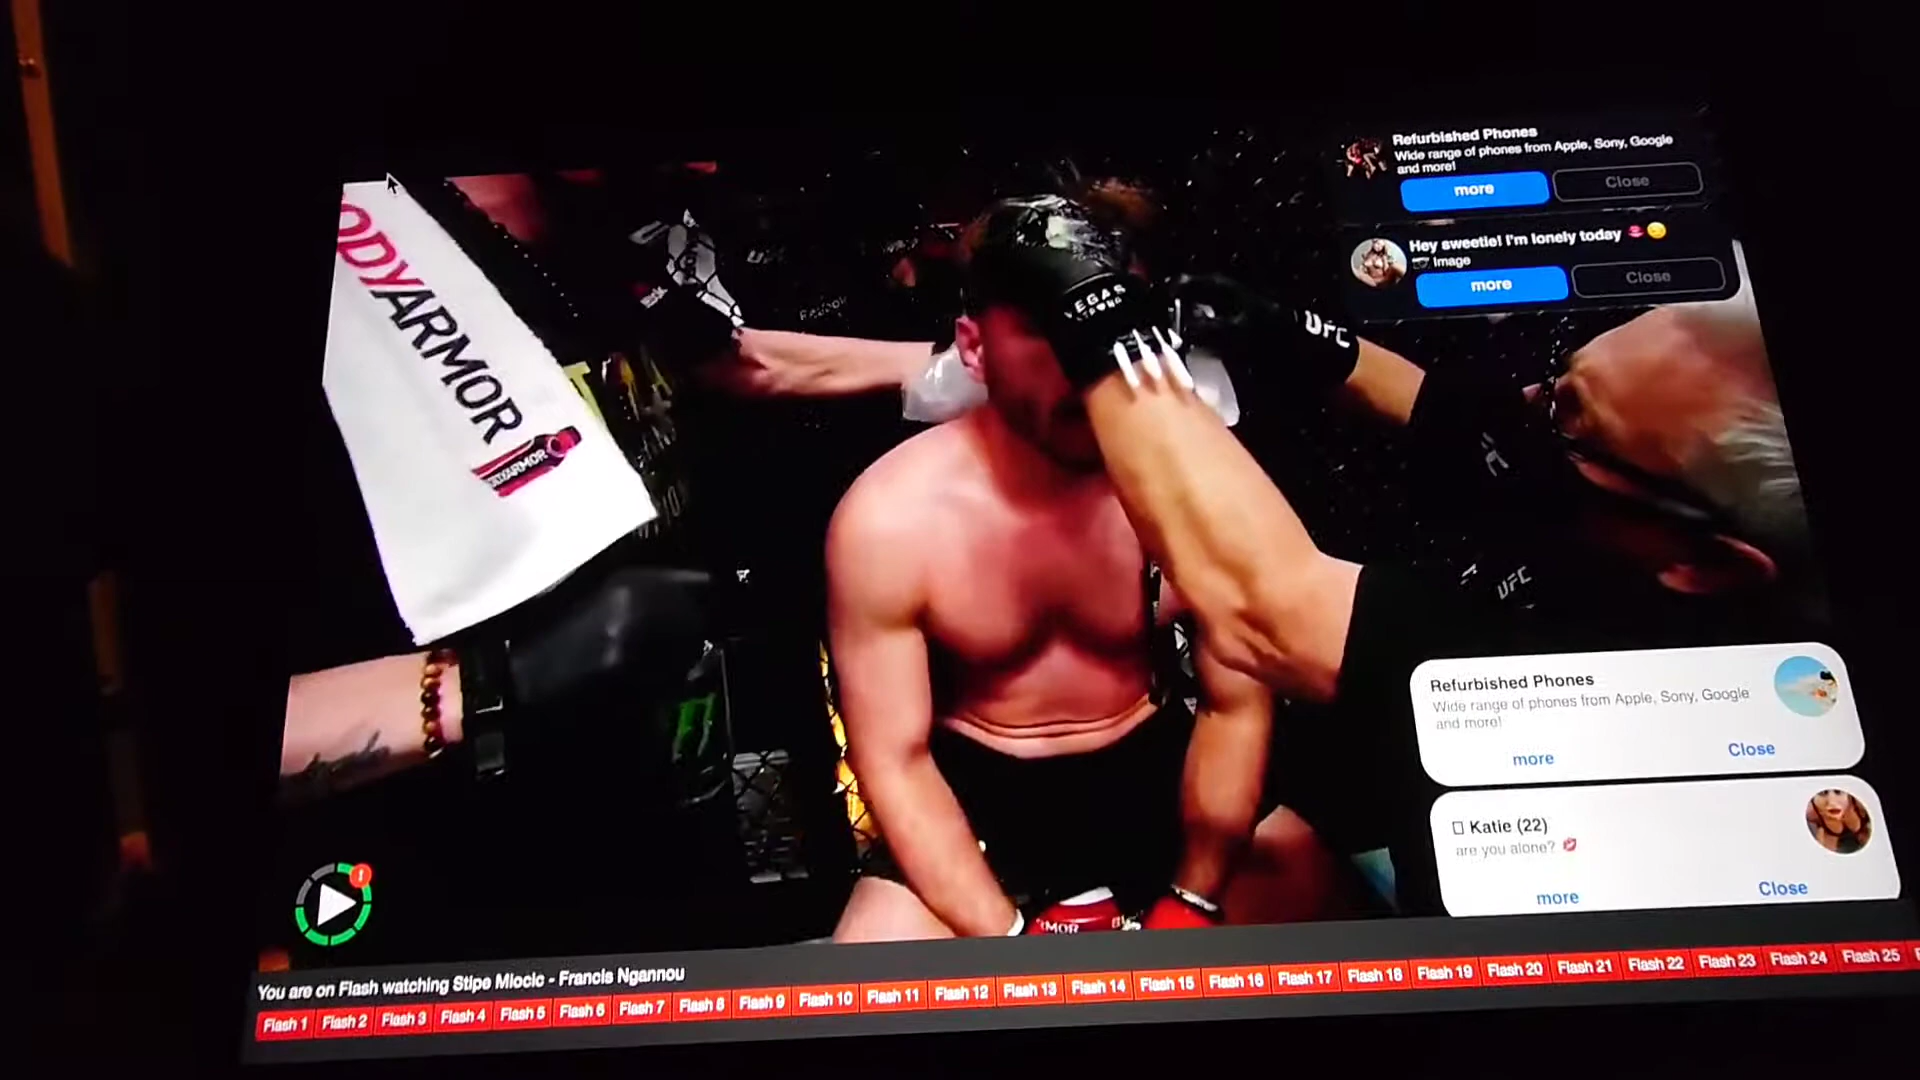 Refurbished Phones
Wide range of phones from Apple, Sony, Google
and more!
more
Close
Hey sweetie! I'm lonely today
Image
more
Close
ODYARMOR
VEGAS
STRONG
UFC
BODYARMOR
UFC
Refurbished Phones
Wide range of phones from Apple, Sony, Google
and more!
more
Close
Katie (22)
are you alone?
more
Close
You are on Flash watching Stipe Miocic - Francis Ngannou
Flash 1 Flash 2 Flash 3 Flash 4 Flash 5 Flash 6 Flash 7 Flash 8 Flash 9 Flash 10 Flash 11 Flash 12 Flash 13 Flash 14 Flash 15 Flash 16 Flash 17 Flash 18 Flash 19 Flash 20 Flash 21 Flash 22 Flash 23 Flash 24 Flash 25